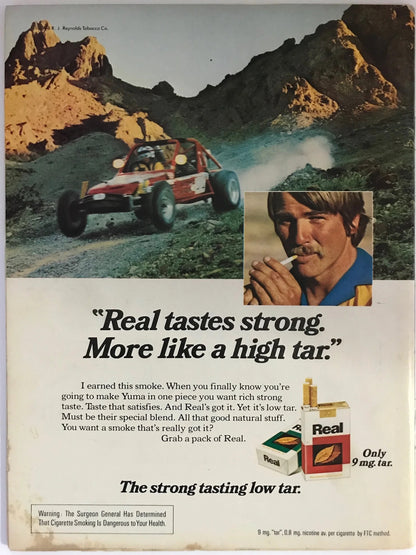 R. J. Reynolds Tobacco Co.
"Real tastes strong.
More like a high tar."
I earned this smoke. When you finally know you're
going to make Yuma in one piece you want rich strong
taste. Taste that satisfies. And Real's got it. Yet it's low tar.
Must be their special blend. All that good natural stuff.
You want a smoke that's really got it?
Grab a pack of Real.
Real
Real
Only
9 mg. tar.
The strong tasting low tar.
Warning: The Surgeon General Has Determined
That Cigarette Smoking Is Dangerous to Your Health.
9 mg. "tar", 0.8 mg. nicotine av. per cigarette by FTC method.